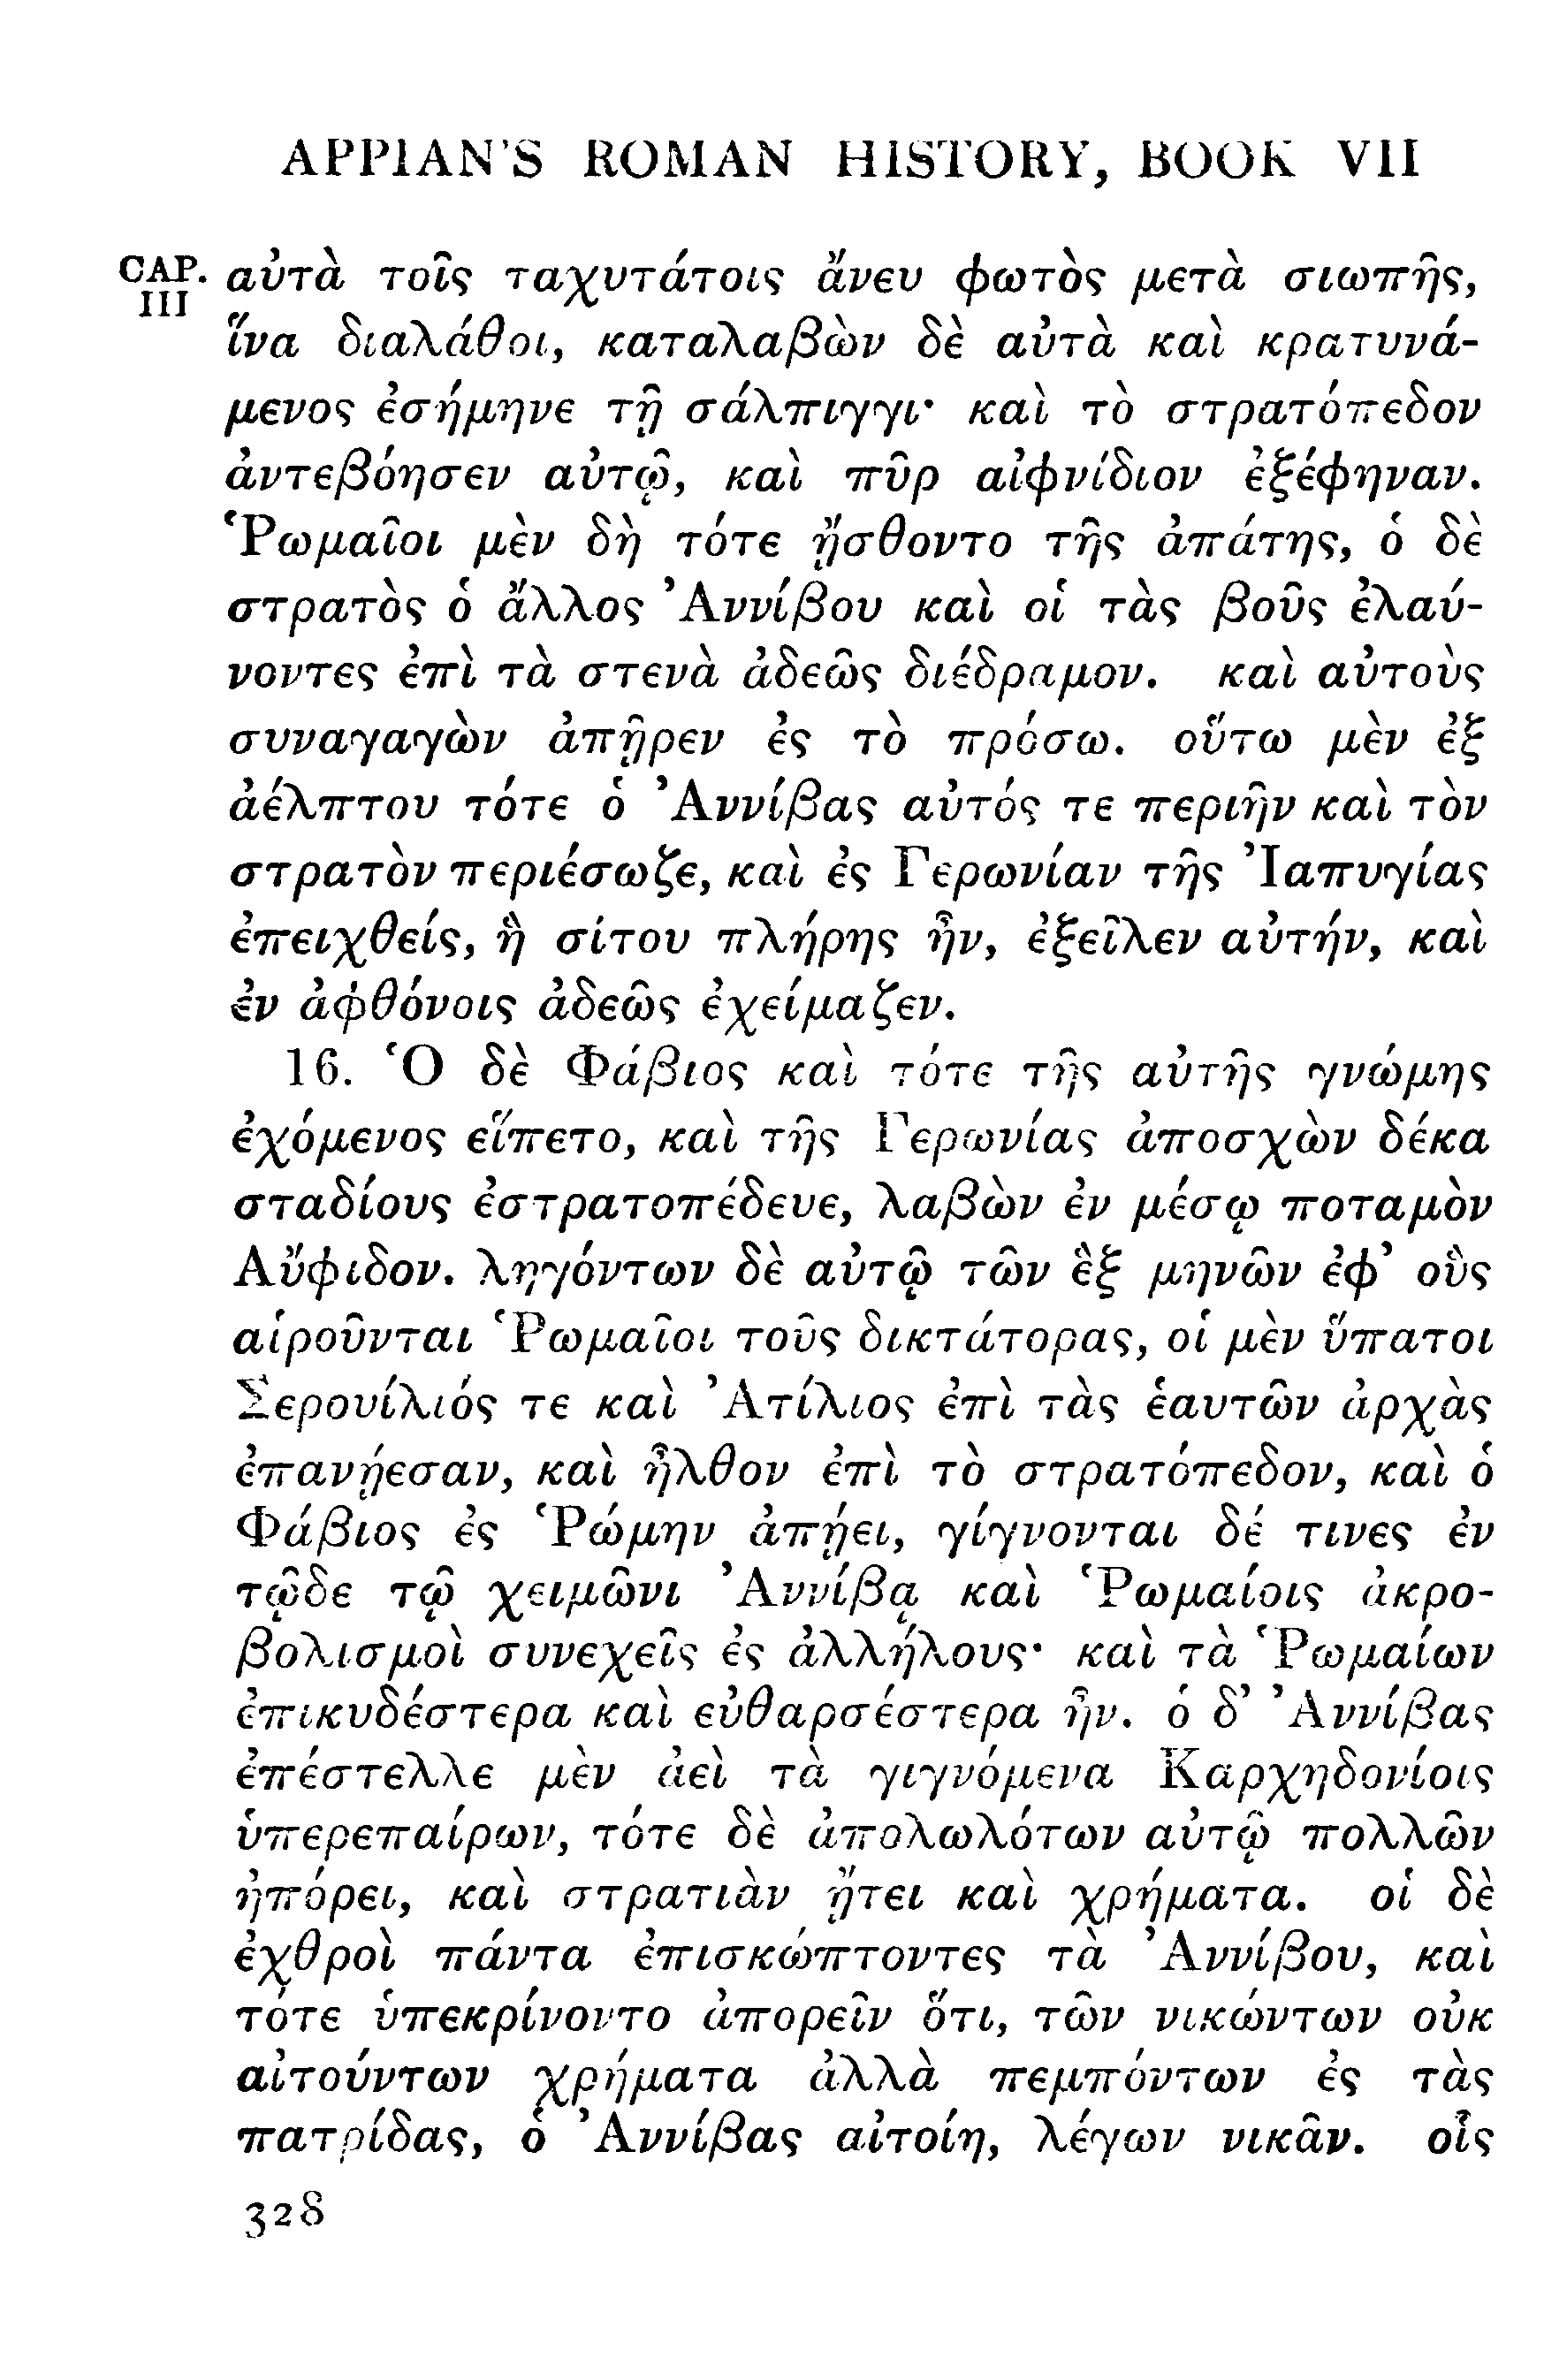 APPIAN'S ROMAN HISTORY, BOOK VII
CAP. III αὐτὰ τοῖς ταχυτάτοις ἄνευ φωτὸς μετὰ σιωπῆς,
ἵνα διαλάθοι, καταλαβὼν δὲ αὐτὰ καὶ κρατυνά-
μενος ἐσήμηνε τῇ σάλπιγγι· καὶ τὸ στρατόπεδον
ἀντεβόησεν αὐτῷ, καὶ πῦρ αἰφνίδιον ἐξέφηναν.
Ῥωμαῖοι μὲν δὴ τότε ᾔσθοντο τῆς ἀπάτης, ὁ δὲ
στρατὸς ὁ ἄλλος Ἀννίβου καὶ οἱ τὰς βοῦς ἐλαύ-
νοντες ἐπὶ τὰ στενὰ ἀδεῶς διέδραμον. καὶ αὐτοὺς
συναγαγὼν ἀπῇρεν ἐς τὸ πρόσω. οὕτω μὲν ἐξ
ἀέλπτου τότε ὁ Ἀννίβας αὐτός τε περιῆν καὶ τὸν
στρατὸν περιέσωζε, καὶ ἐς Γερωνίαν τῆς Ἰαπυγίας
ἐπειχθείς, ἣ σίτου πλήρης ἦν, ἐξεῖλεν αὐτήν, καὶ
ἐν ἀφθόνοις ἀδεῶς ἐχείμαζεν.
16. Ὁ δὲ Φάβιος καὶ τότε τῆς αὐτῆς γνώμης
ἐχόμενος εἵπετο, καὶ τῆς Γερωνίας ἀποσχὼν δέκα
σταδίους ἐστρατοπέδευε, λαβὼν ἐν μέσῳ ποταμὸν
Αὔφιδον. ληγόντων δὲ αὐτῷ τῶν ἓξ μηνῶν ἐφ' οὓς
αἱροῦνται Ῥωμαῖοι τοῦς δικτάτορας, οἱ μὲν ὕπατοι
Σερουίλιός τε καὶ Ἀτίλιος ἐπὶ τὰς ἑαυτῶν ἀρχὰς
ἐπανῄεσαν, καὶ ἦλθον ἐπὶ τὸ στρατόπεδον, καὶ ὁ
Φάβιος ἐς Ῥώμην ἀπῄει, γίγνονται δέ τινες ἐν
τῷδε τῷ χειμῶνι Ἀννίβᾳ καὶ Ῥωμαίοις ἀκρο-
βολισμοὶ συνεχεῖς ἐς ἀλλήλους· καὶ τὰ Ῥωμαίων
ἐπικυδέστερα καὶ εὐθαρσέστερα ἦν. ὁ δ' Ἀννίβας
ἐπέστελλε μὲν ἀεὶ τὰ γιγνόμενα Καρχηδονίοις
ὑπερεπαίρων, τότε δὲ ἀπολωλότων αὐτῷ πολλῶν
ἠπόρει, καὶ στρατιὰν ᾔτει καὶ χρήματα. οἱ δὲ
ἐχθροὶ πάντα ἐπισκώπτοντες τὰ Ἀννίβου, καὶ
τότε ὑπεκρίνοντο ἀπορεῖν ὅτι, τῶν νικώντων οὐκ
αἰτούντων χρήματα ἀλλὰ πεμπόντων ἐς τὰς
πατρίδας, ὁ Ἀννίβας αἰτοίη, λέγων νικᾶν. οἷς
328